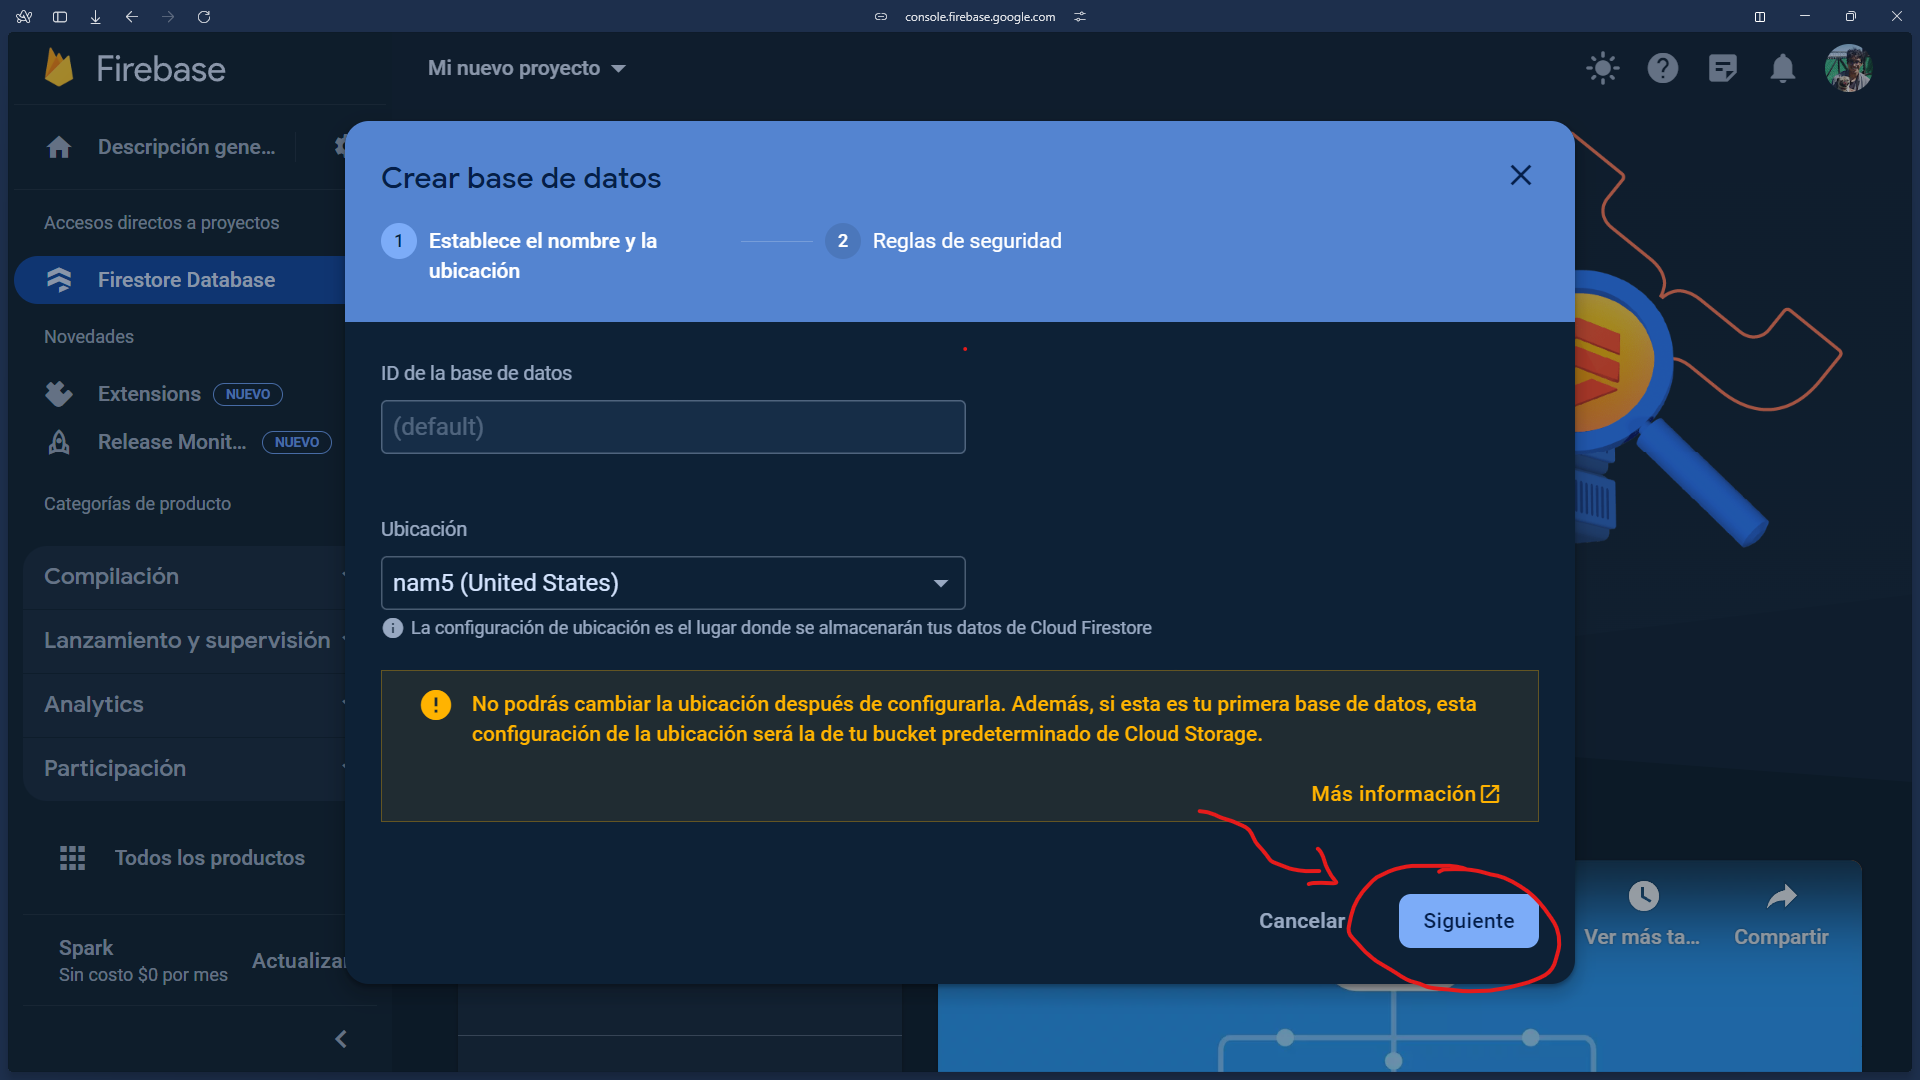 console.firebase.google.com
Firebase
Mi nuevo proyecto
Descripción gene...
Accesos directos a proyectos
Firestore Database
Novedades
Extensions NUEVO
Release Monit... NUEVO
Categorías de producto
Compilación
Lanzamiento y supervisión
Analytics
Participación
Todos los productos
Spark
Sin costo $0 por mes
Actualizar
Crear base de datos
1 Establece el nombre y la
ubicación
2 Reglas de seguridad
ID de la base de datos
(default)
Ubicación
nam5 (United States)
La configuración de ubicación es el lugar donde se almacenarán tus datos de Cloud Firestore
No podrás cambiar la ubicación después de configurarla. Además, si esta es tu primera base de datos, esta
configuración de la ubicación será la de tu bucket predeterminado de Cloud Storage.
Más información
Cancelar
Siguiente
Ver más ta...
Compartir